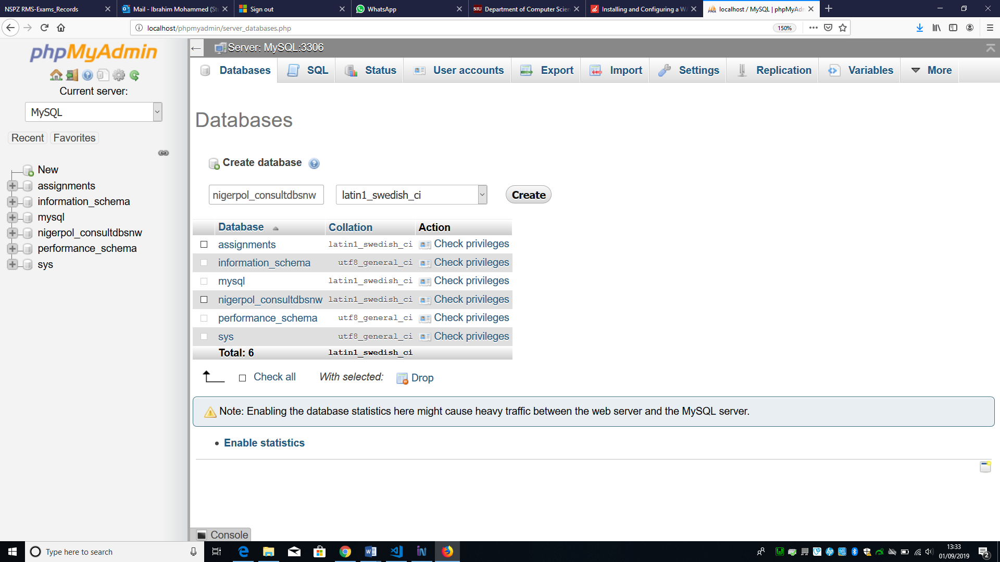 NSPZ RMS-Exams_Records
Mail - Ibrahim Mohammed (St
Sign out
WhatsApp
SIU Department of Computer Scien
Installing and Configuring a W
localhost / MySQL | phpMyAdm
localhost/phpmyadmin/server_databases.php
150%
phpMyAdmin
Current server:
MySQL
Recent Favorites
New
assignments
information_schema
mysql
nigerpol_consultdbsnw
performance_schema
sys
Server: MySQL:3306
Databases SQL Status User accounts Export Import Settings Replication Variables More
Databases
Create database
nigerpol_consultdbsnw latin1_swedish_ci Create
Database Collation Action
assignments latin1_swedish_ci Check privileges
information_schema utf8_general_ci Check privileges
mysql latin1_swedish_ci Check privileges
nigerpol_consultdbsnw latin1_swedish_ci Check privileges
performance_schema utf8_general_ci Check privileges
sys utf8_general_ci Check privileges
Total: 6 latin1_swedish_ci
Check all With selected: Drop
Note: Enabling the database statistics here might cause heavy traffic between the web server and the MySQL server.
• Enable statistics
Console
Type here to search
13:33
01/09/2019
2